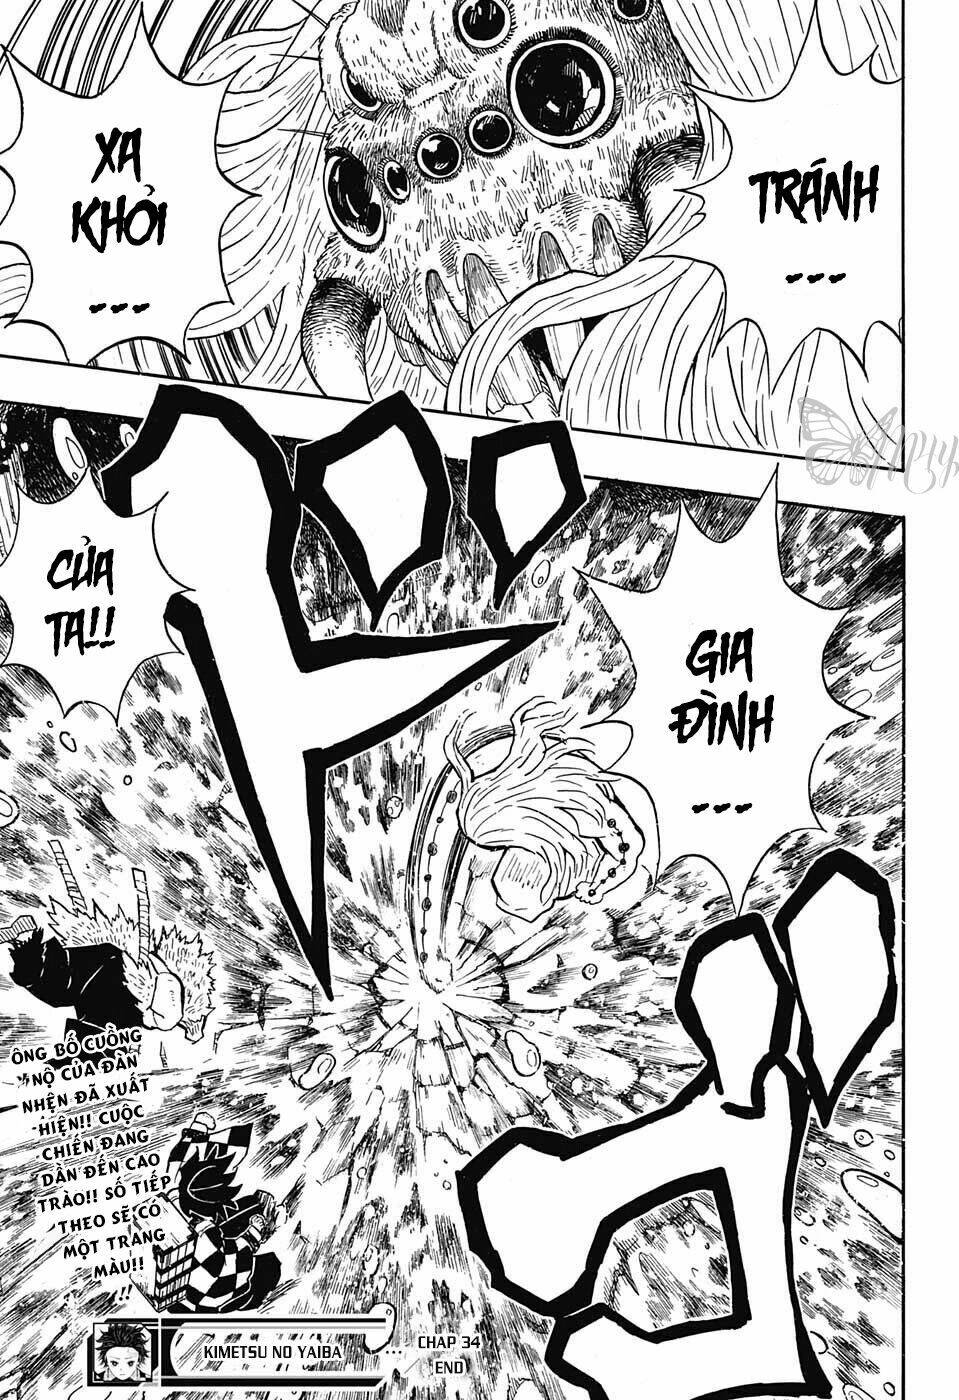 TRÁNH
---
XA
KHỎI
---
GIA
ĐÌNH
---
CỦA
TA!!
ドゴ
ÔNG BỐ CUỒNG
NỘ CỦA ĐÀN
NHỆN ĐÃ XUẤT
HIỆN!! CUỘC
CHIẾN ĐANG
DẦN ĐẾN CAO
TRÀO!! SỐ TIẾP
THEO SẼ CÓ
MỘT TRANG
MÀU!!
!!
KIMETSU NO YAIBA .... CHAP 34
END